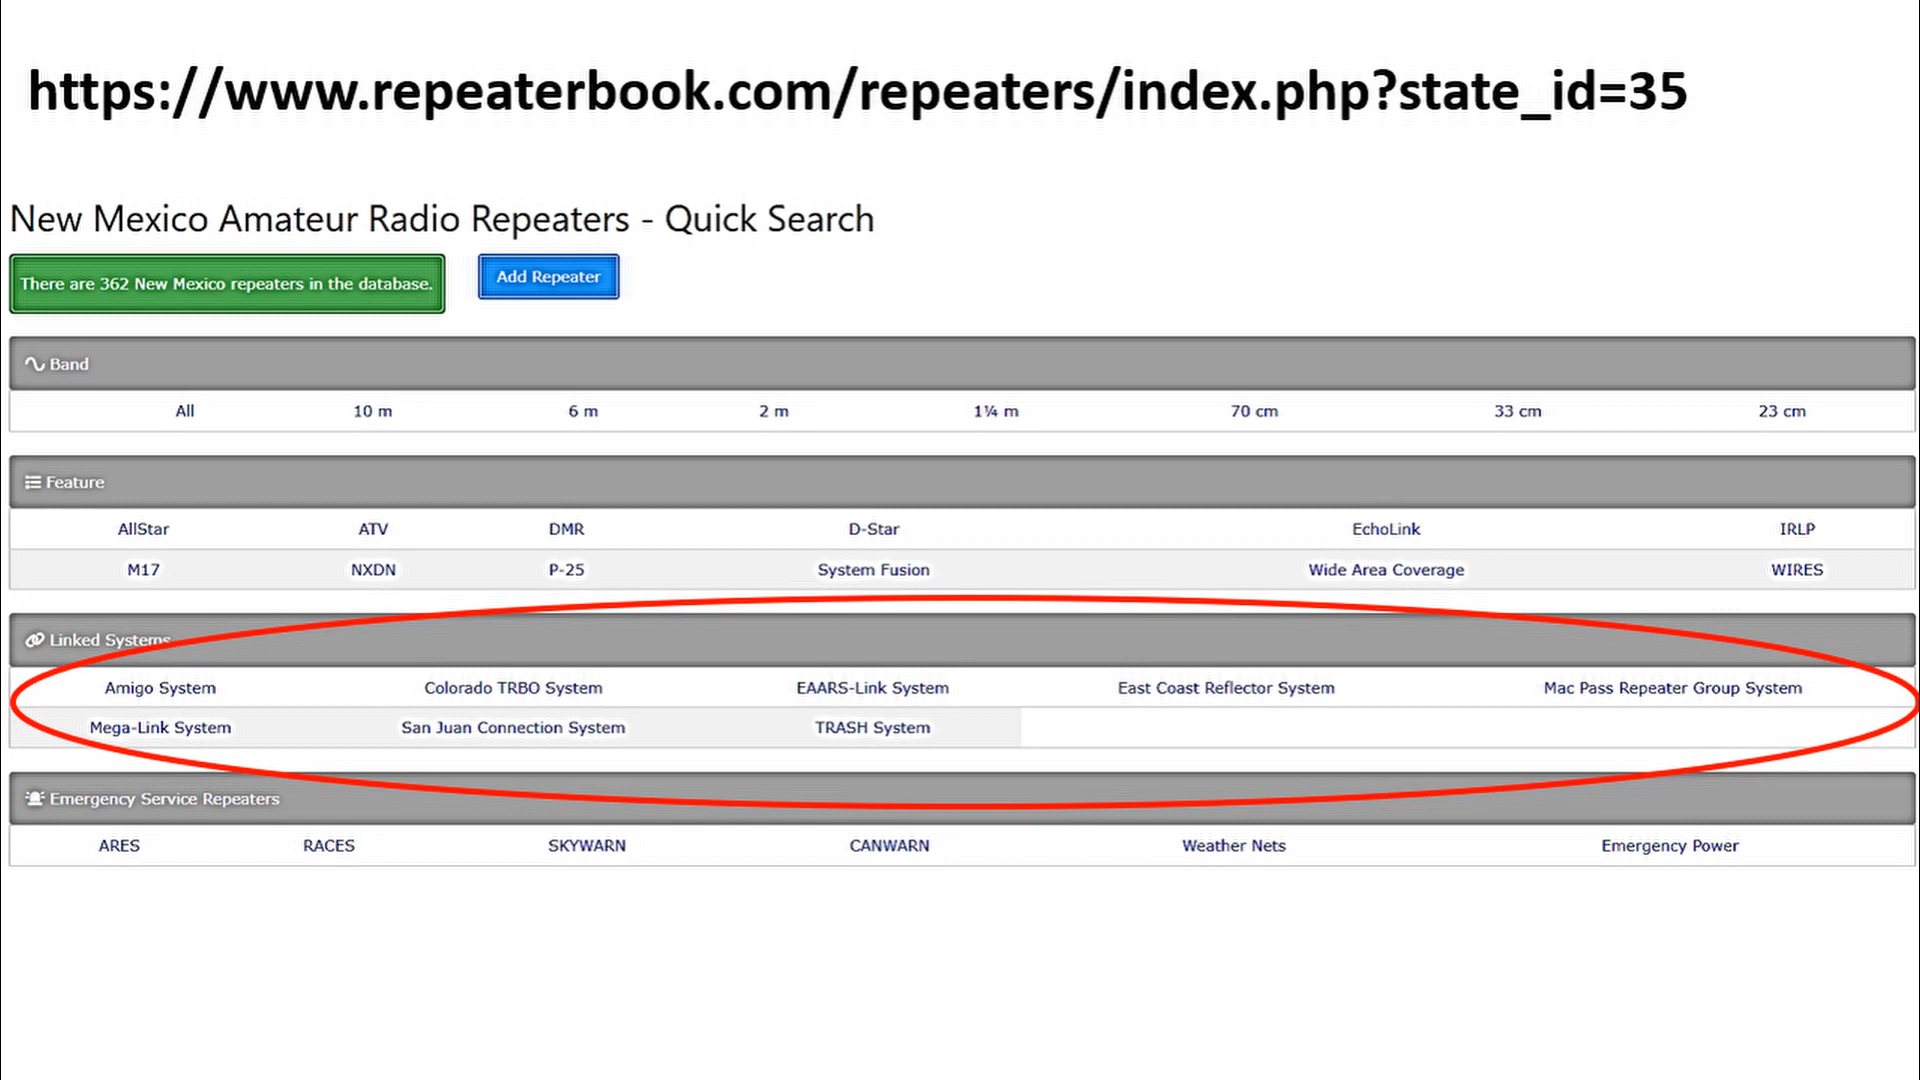 https://www.repeaterbook.com/repeaters/index.php?state_id=35
New Mexico Amateur Radio Repeaters - Quick Search
There are 362 New Mexico repeaters in the database. Add Repeater
Band
All 10 m 6 m 2 m 1¼ m 70 cm 33 cm 23 cm
Feature
AllStar ATV DMR D-Star EchoLink IRLP
M17 NXDN P-25 System Fusion Wide Area Coverage WIRES
Linked Systems
Amigo System Colorado TRBO System EAARS-Link System East Coast Reflector System Mac Pass Repeater Group System
Mega-Link System San Juan Connection System TRASH System
Emergency Service Repeaters
ARES RACES SKYWARN CANWARN Weather Nets Emergency Power